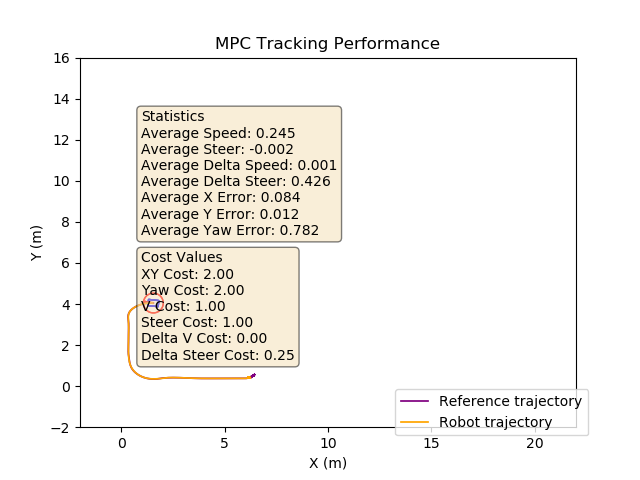 MPC Tracking Performance
16
14
12
10
8
6
4
2
0
−2
Y (m)
Statistics
Average Speed: 0.245
Average Steer: -0.002
Average Delta Speed: 0.001
Average Delta Steer: 0.426
Average X Error: 0.084
Average Y Error: 0.012
Average Yaw Error: 0.782
Cost Values
XY Cost: 2.00
Yaw Cost: 2.00
V Cost: 1.00
Steer Cost: 1.00
Delta V Cost: 0.00
Delta Steer Cost: 0.25
Reference trajectory
Robot trajectory
0 5 10 15 20
X (m)